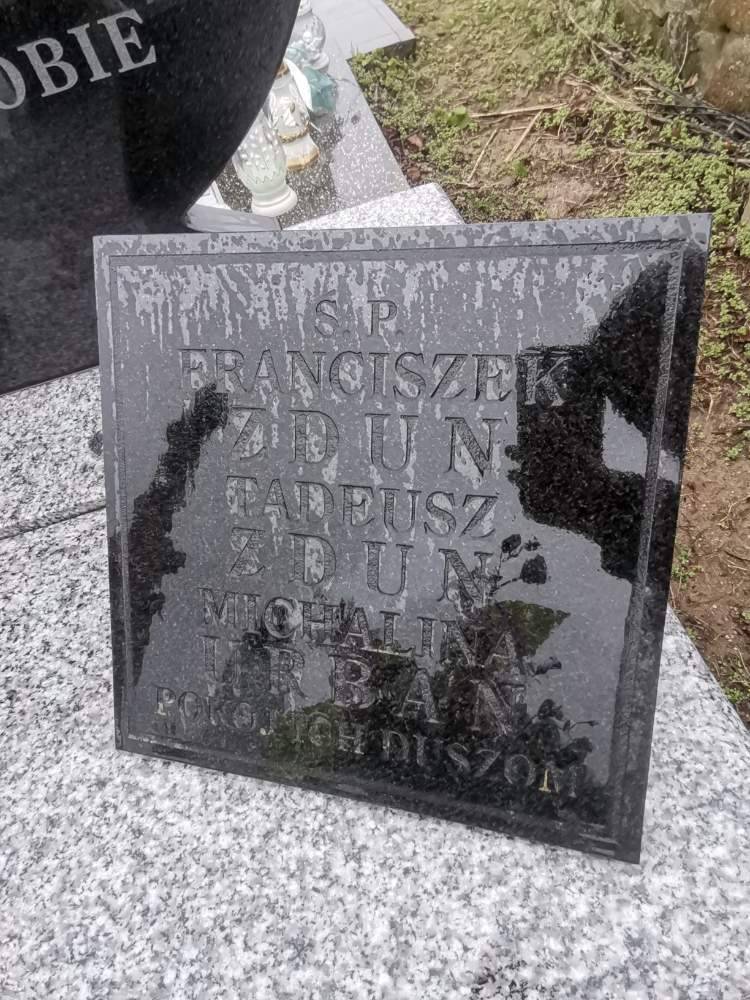 OBIE
S. P.
FRANCISZEK
ZDUN
TADEUSZ
ZDUN
MICHALINA
URBAN
POKÓJ ICH DUSZOM